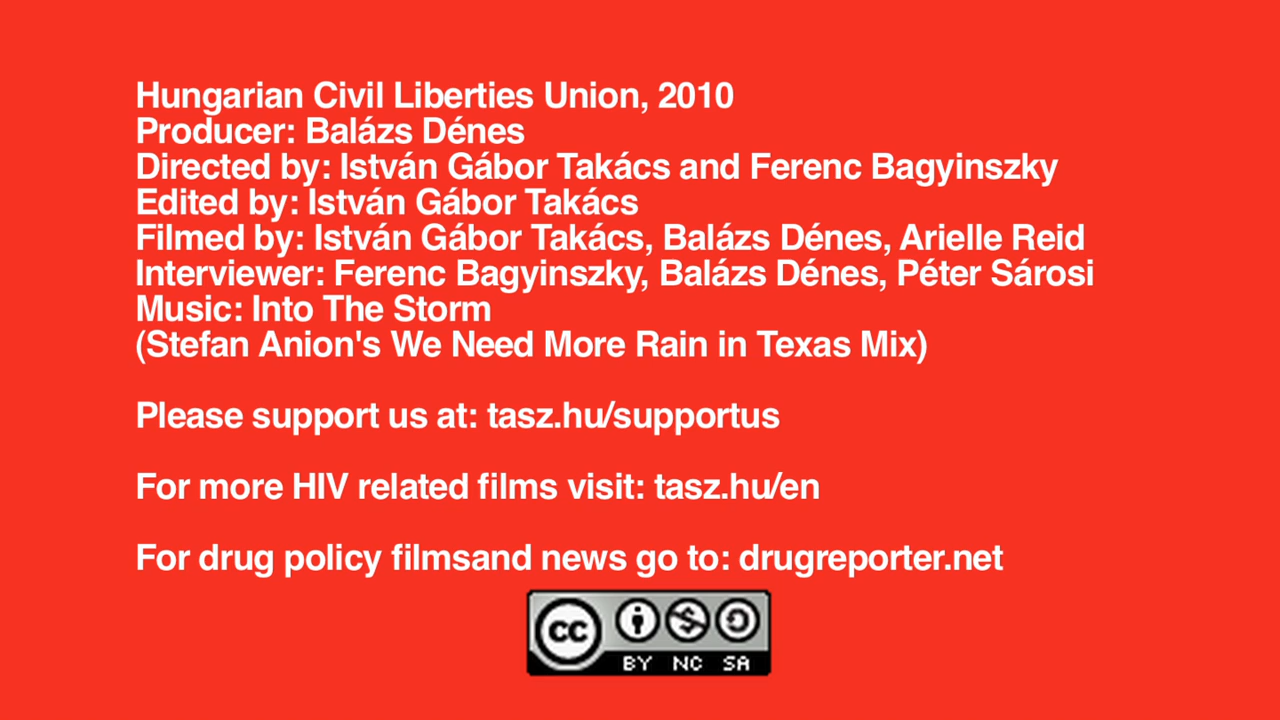 Hungarian Civil Liberties Union, 2010
Producer: Balázs Dénes
Directed by: István Gábor Takács and Ferenc Bagyinszky
Edited by: István Gábor Takács
Filmed by: István Gábor Takács, Balázs Dénes, Arielle Reid
Interviewer: Ferenc Bagyinszky, Balázs Dénes, Péter Sárosi
Music: Into The Storm
(Stefan Anion's We Need More Rain in Texas Mix)
Please support us at: tasz.hu/supportus
For more HIV related films visit: tasz.hu/en
For drug policy filmsand news go to: drugreporter.net
cc
BY NC SA